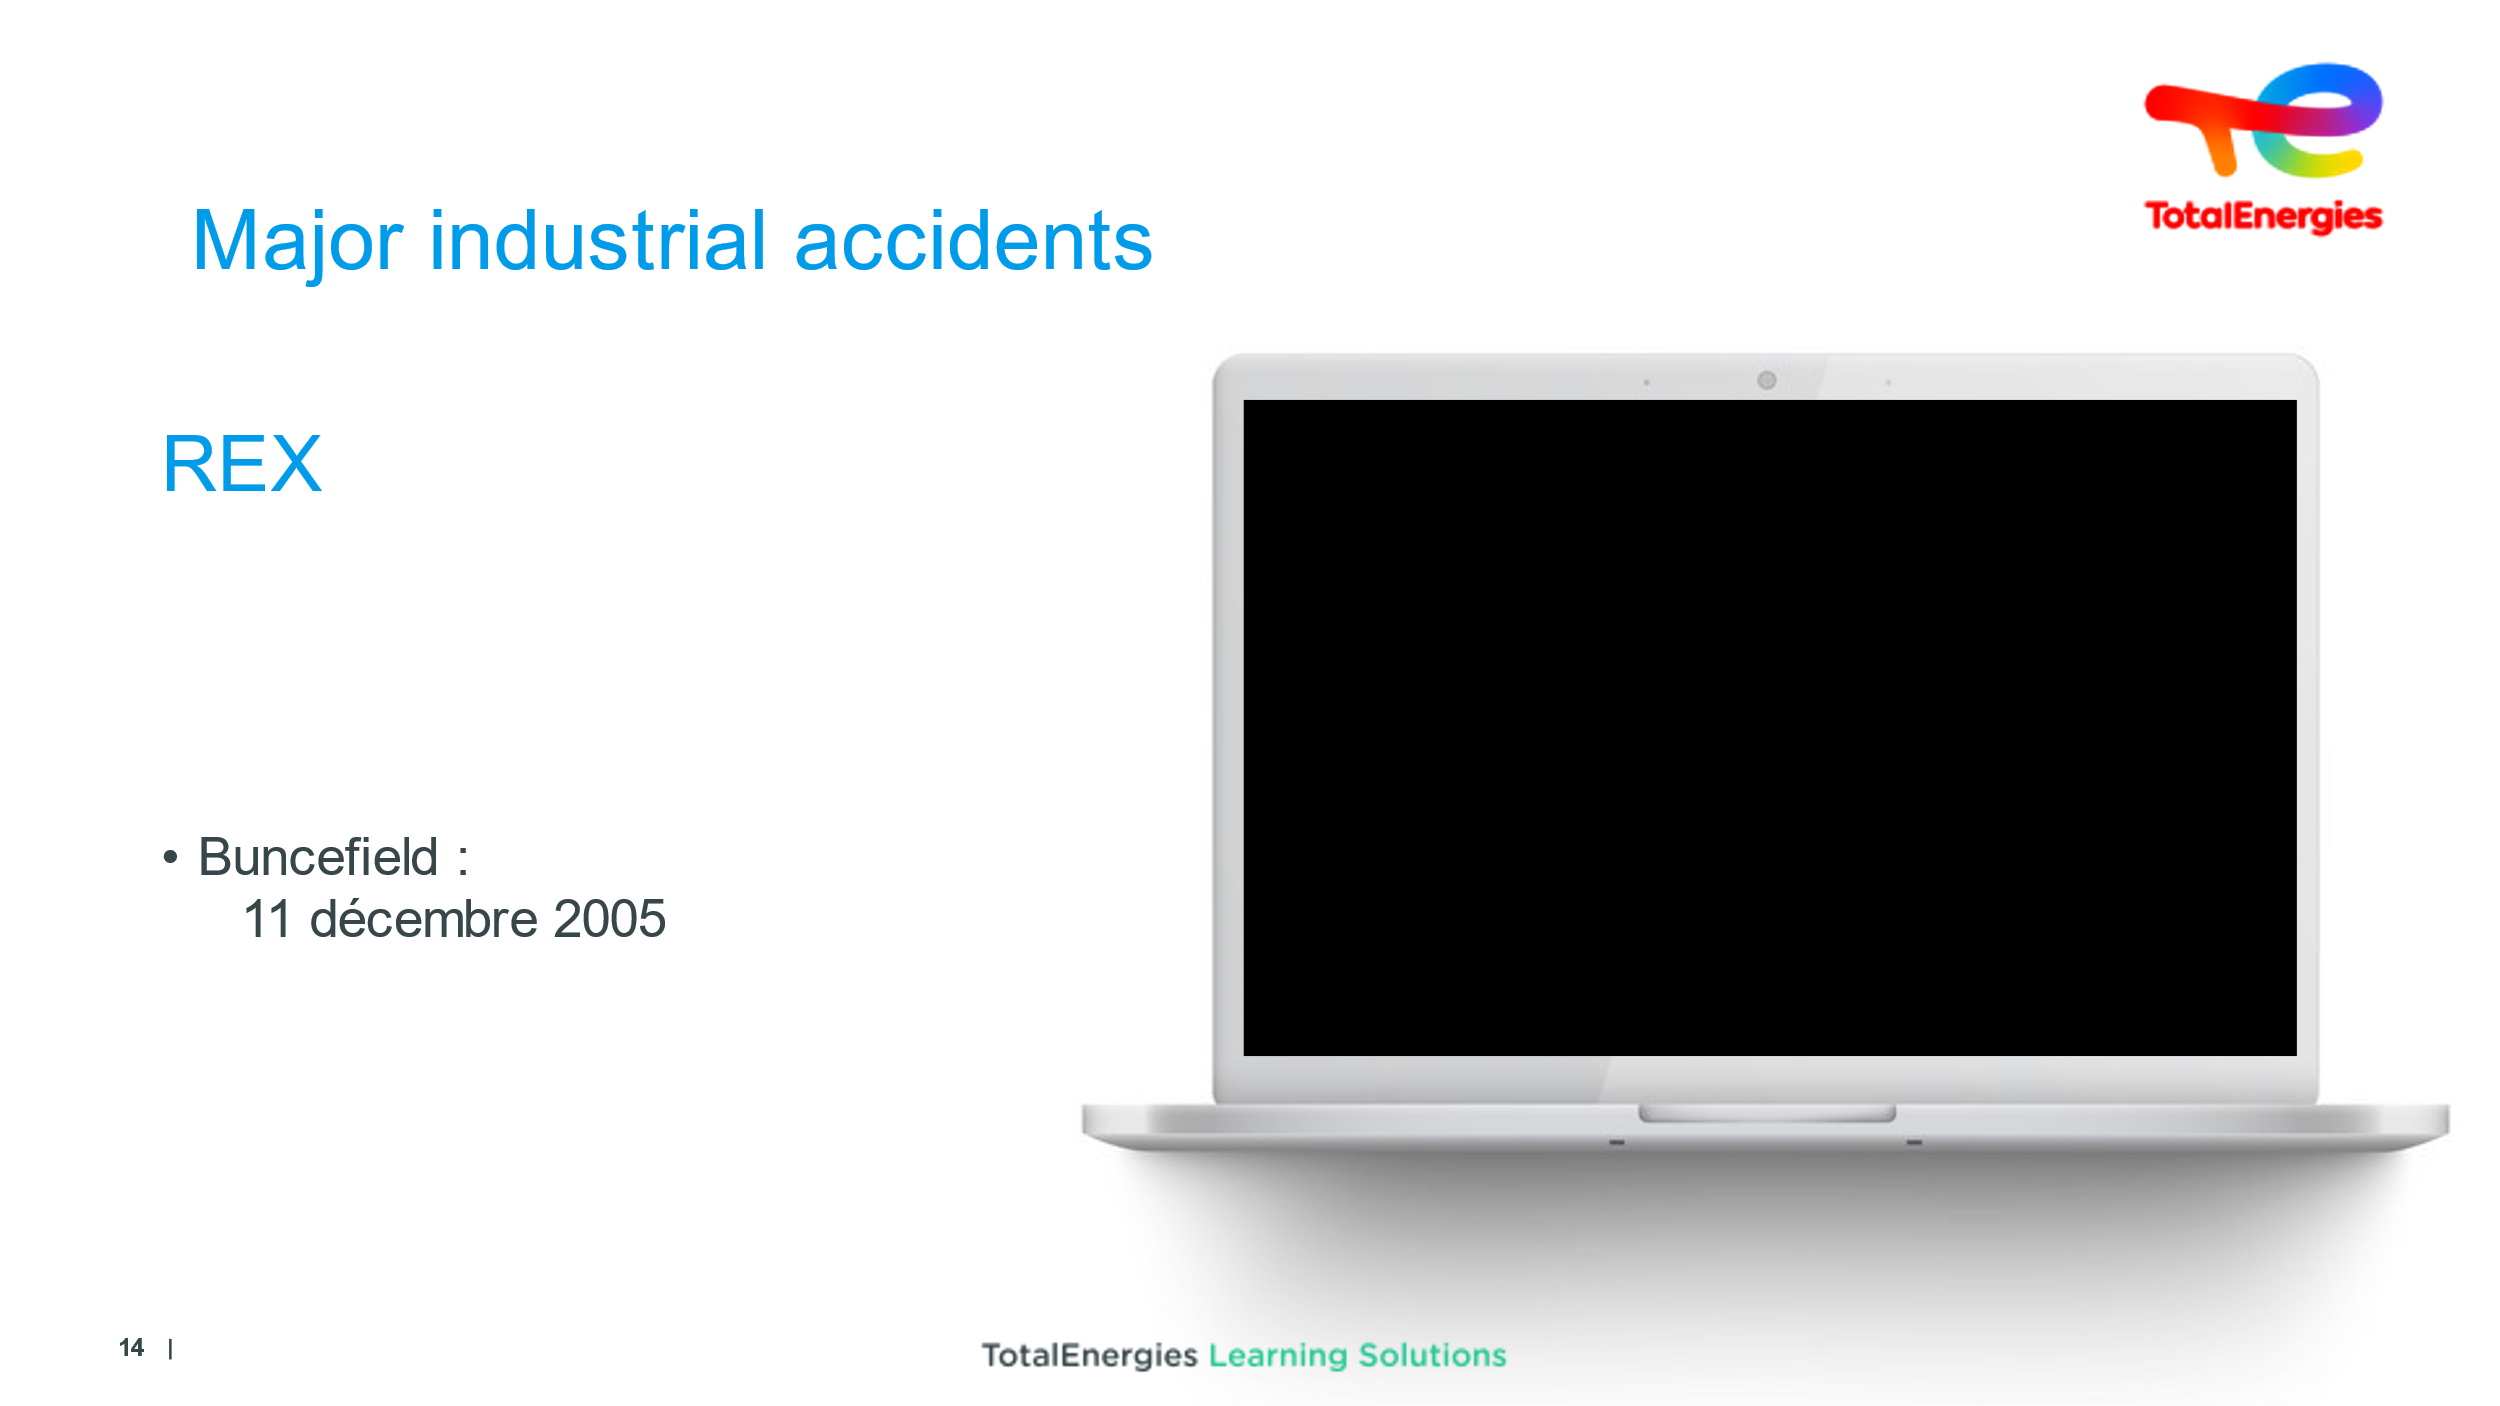 TotalEnergies
Major industrial accidents
REX
• Buncefield :
11 décembre 2005
14 |
TotalEnergies Learning Solutions